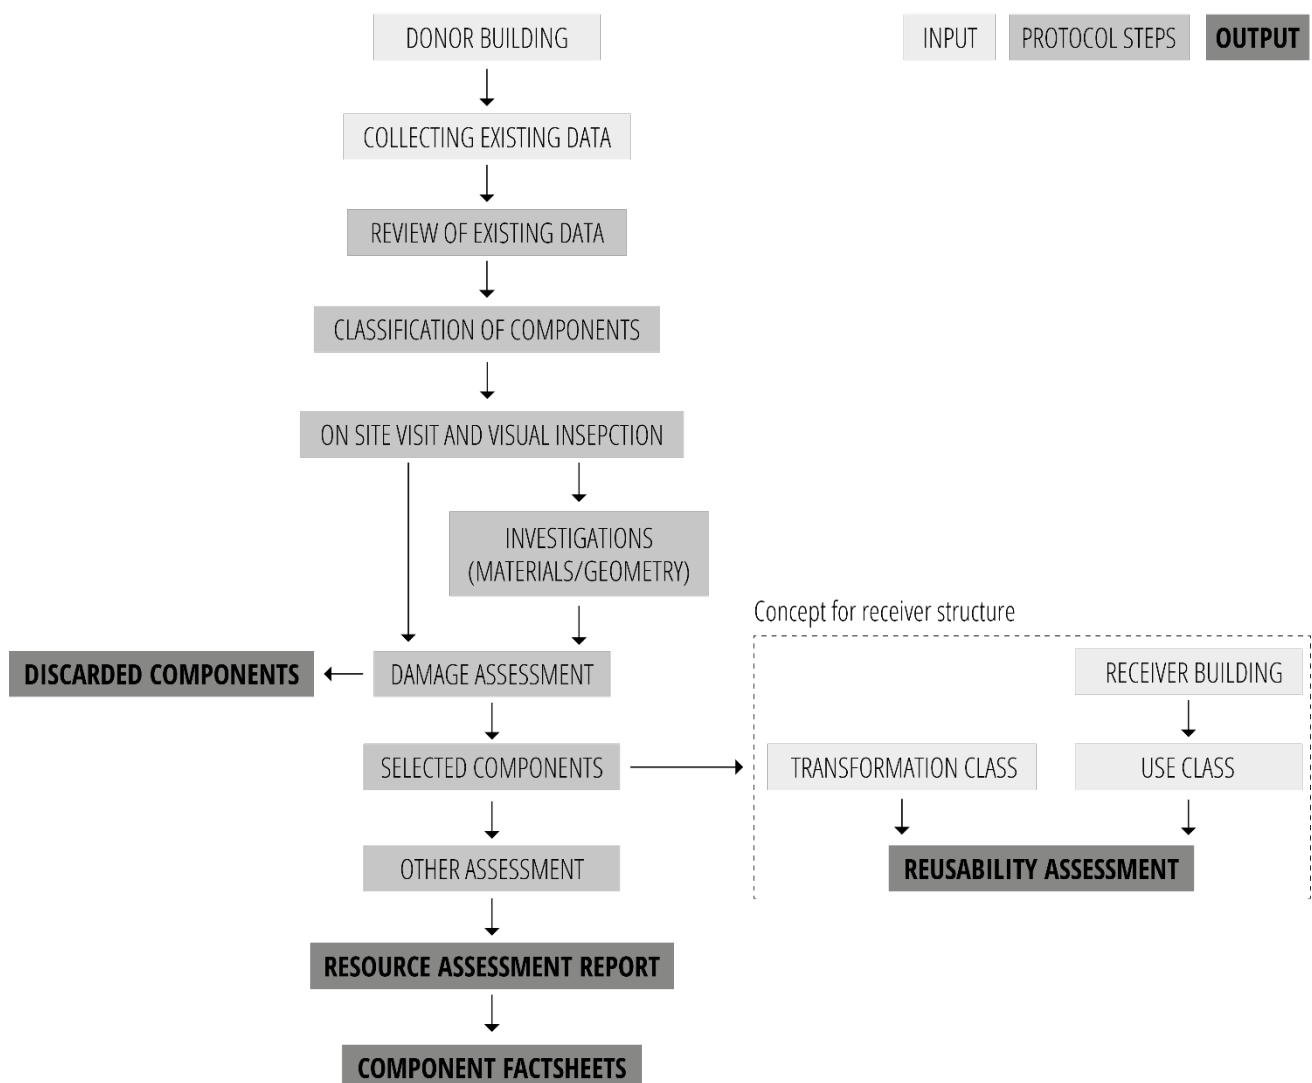 DONOR BUILDING
INPUT
PROTOCOL STEPS
OUTPUT
COLLECTING EXISTING DATA
REVIEW OF EXISTING DATA
CLASSIFICATION OF COMPONENTS
ON SITE VISIT AND VISUAL INSEPCTION
INVESTIGATIONS
(MATERIALS/GEOMETRY)
Concept for receiver structure
DISCARDED COMPONENTS
DAMAGE ASSESSMENT
RECEIVER BUILDING
SELECTED COMPONENTS
TRANSFORMATION CLASS
USE CLASS
OTHER ASSESSMENT
REUSABILITY ASSESSMENT
RESOURCE ASSESSMENT REPORT
COMPONENT FACTSHEETS